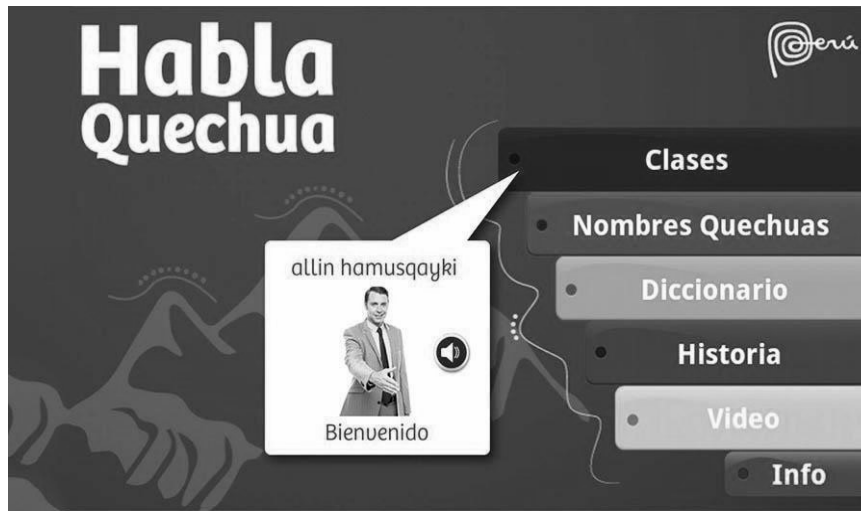 Habla
Quechua
Perú
Clases
Nombres Quechuas
Diccionario
Historia
Video
Info
allin hamusqayki
Bienvenido